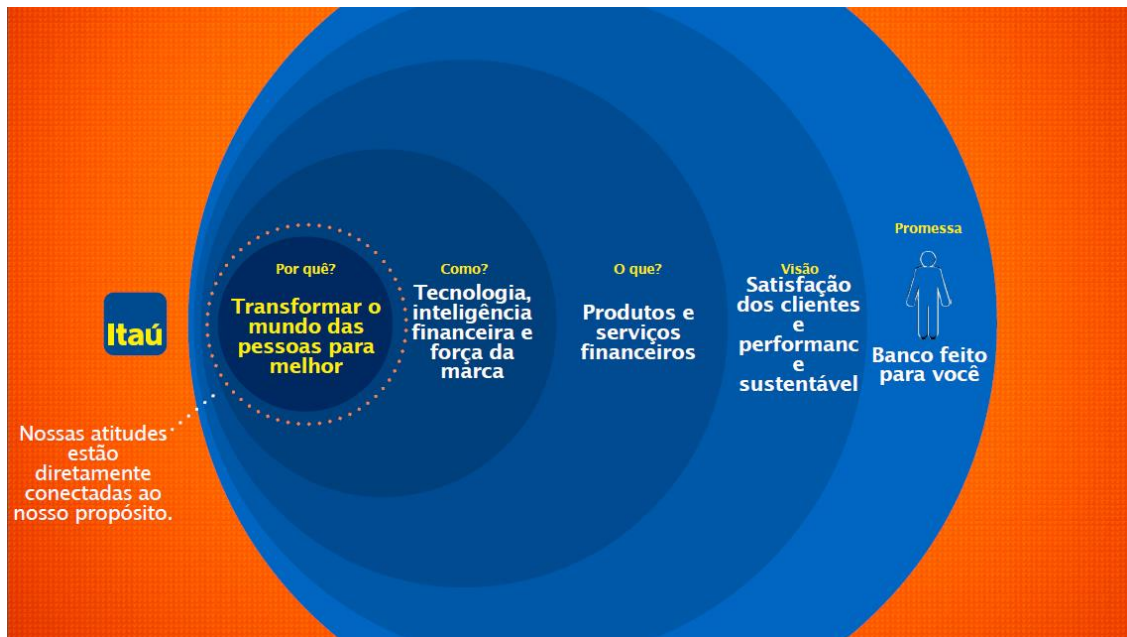 Itaú
Nossas atitudes
estão
diretamente
conectadas ao
nosso propósito.
Por quê?
Transformar o
mundo das
pessoas para
melhor
Como?
Tecnologia,
inteligência
financeira e
força da
marca
O que?
Produtos e
serviços
financeiros
Visão
Satisfação
dos clientes
e
performanc
e
sustentável
Promessa
Banco feito
para você